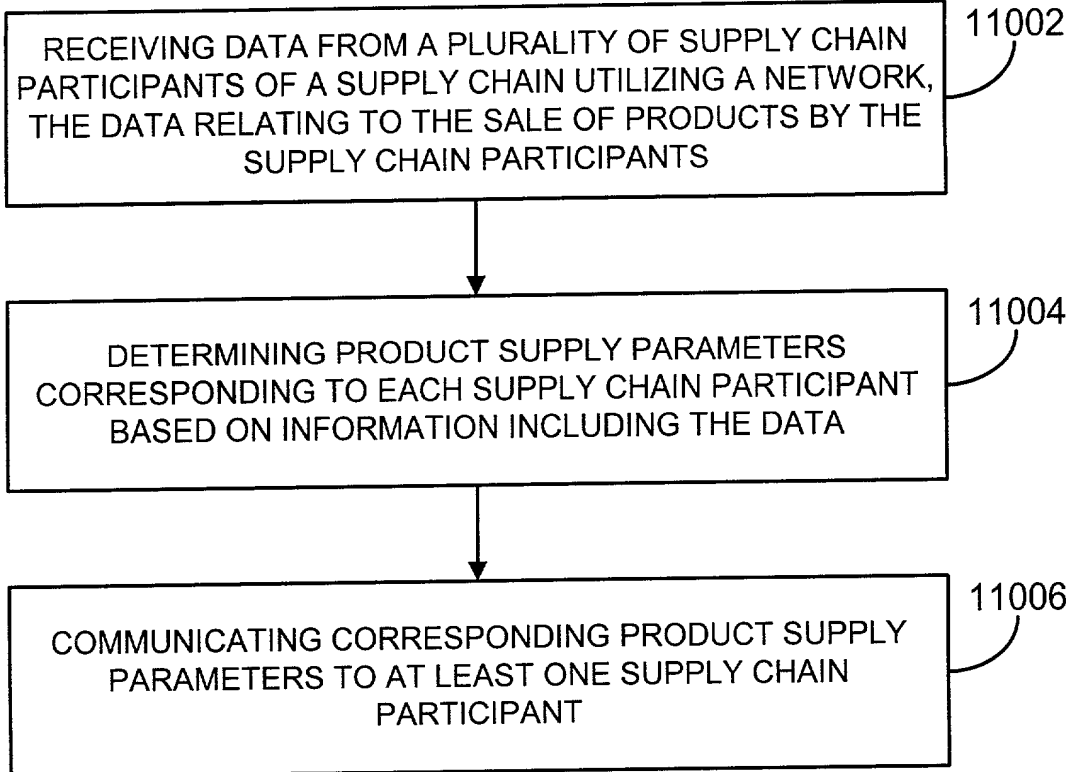 RECEIVING DATA FROM A PLURALITY OF SUPPLY CHAIN
PARTICIPANTS OF A SUPPLY CHAIN UTILIZING A NETWORK,
THE DATA RELATING TO THE SALE OF PRODUCTS BY THE
SUPPLY CHAIN PARTICIPANTS
11002
DETERMINING PRODUCT SUPPLY PARAMETERS
CORRESPONDING TO EACH SUPPLY CHAIN PARTICIPANT
BASED ON INFORMATION INCLUDING THE DATA
11004
COMMUNICATING CORRESPONDING PRODUCT SUPPLY
PARAMETERS TO AT LEAST ONE SUPPLY CHAIN
PARTICIPANT
11006